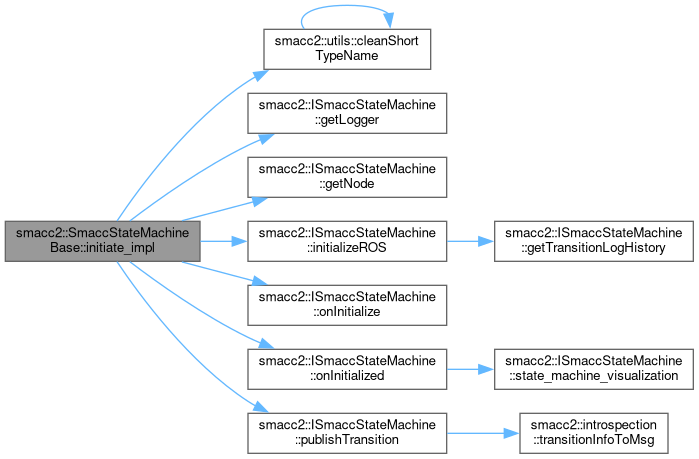 smacc2::utils::cleanShort
TypeName
smacc2::ISmaccStateMachine
::getLogger
smacc2::ISmaccStateMachine
::getNode
smacc2::SmaccStateMachine
Base::initiate_impl
smacc2::ISmaccStateMachine
::initializeROS
smacc2::ISmaccStateMachine
::getTransitionLogHistory
smacc2::ISmaccStateMachine
::onInitialize
smacc2::ISmaccStateMachine
::onInitialized
smacc2::ISmaccStateMachine
::state_machine_visualization
smacc2::ISmaccStateMachine
::publishTransition
smacc2::introspection
::transitionInfoToMsg